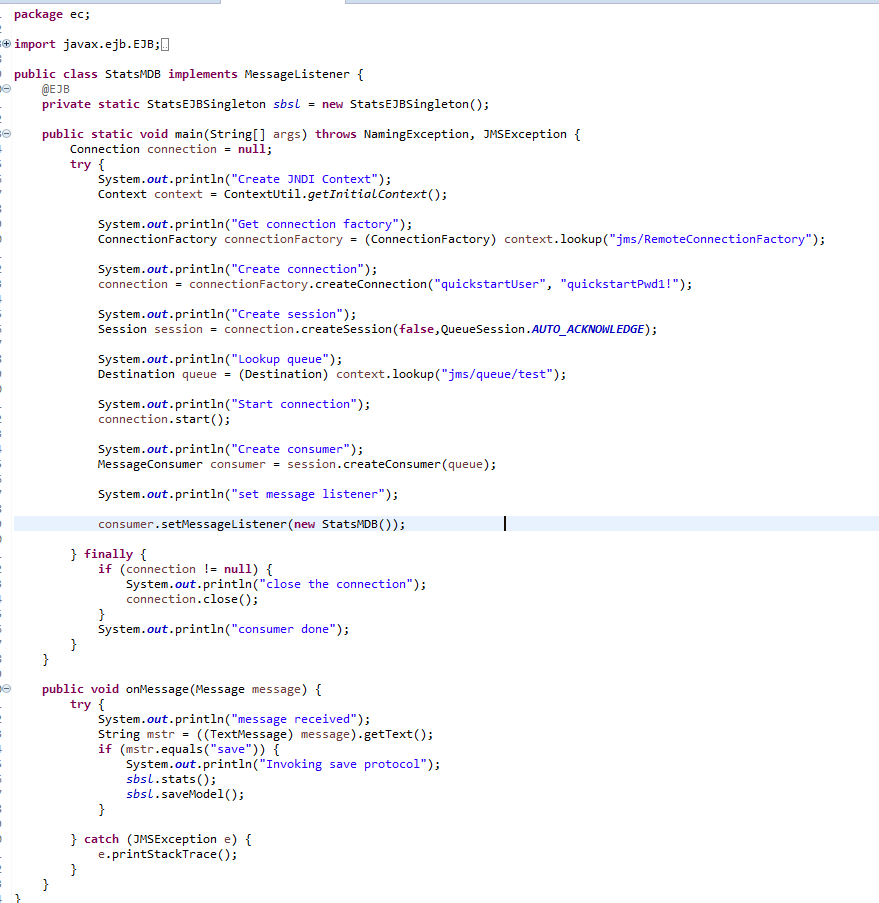 package ec;
import javax.ejb.EJB;
public class StatsMDB implements MessageListener {
@EJB
private static StatsEJBSingleton sbsl = new StatsEJBSingleton();
public static void main(String[] args) throws NamingException, JMSException {
Connection connection = null;
try {
System.out.println("Create JNDI Context");
Context context = ContextUtil.getInitialContext();
System.out.println("Get connection factory");
ConnectionFactory connectionFactory = (ConnectionFactory) context.lookup("jms/RemoteConnectionFactory");
System.out.println("Create connection");
connection = connectionFactory.createConnection("quickstartUser", "quickstartPwd1!");
System.out.println("Create session");
Session session = connection.createSession(false,QueueSession.AUTO_ACKNOWLEDGE);
System.out.println("Lookup queue");
Destination queue = (Destination) context.lookup("jms/queue/test");
System.out.println("Start connection");
connection.start();
System.out.println("Create consumer");
MessageConsumer consumer = session.createConsumer(queue);
System.out.println("set message listener");
consumer.setMessageListener(new StatsMDB());
} finally {
if (connection != null) {
System.out.println("close the connection");
connection.close();
}
System.out.println("consumer done");
}
}
public void onMessage(Message message) {
try {
System.out.println("message received");
String mstr = ((TextMessage) message).getText();
if (mstr.equals("save")) {
System.out.println("Invoking save protocol");
sbsl.stats();
sbsl.saveModel();
}
} catch (JMSException e) {
e.printStackTrace();
}
}
}